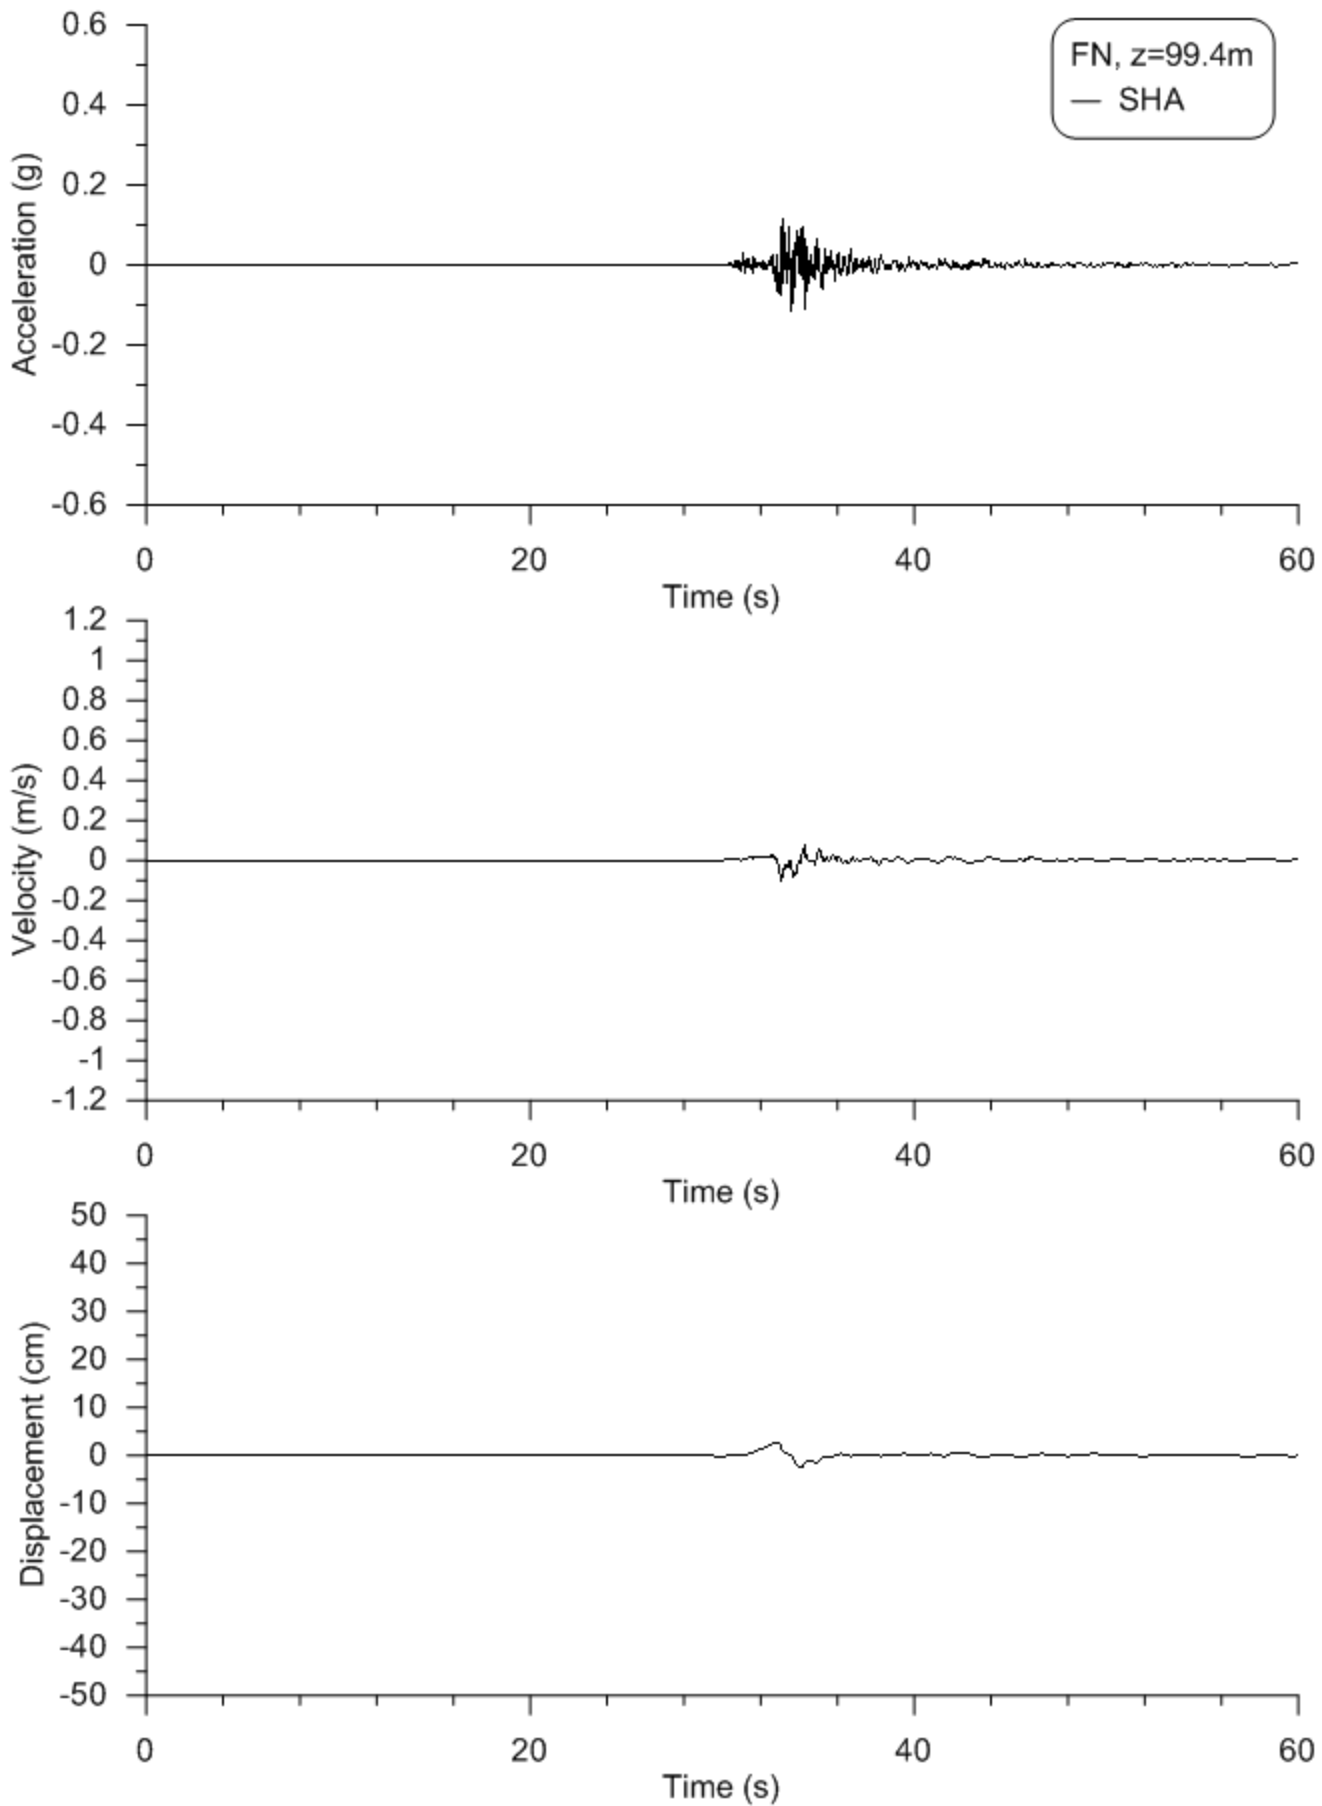 0.6
0.4
0.2
0
-0.2
-0.4
-0.6
Acceleration (g)
FN, z=99.4m
— SHA
0 20 40 60
Time (s)
1.2
1
0.8
0.6
0.4
0.2
0
-0.2
-0.4
-0.6
-0.8
-1
-1.2
Velocity (m/s)
0 20 40 60
Time (s)
50
40
30
20
10
0
-10
-20
-30
-40
-50
Displacement (cm)
0 20 40 60
Time (s)